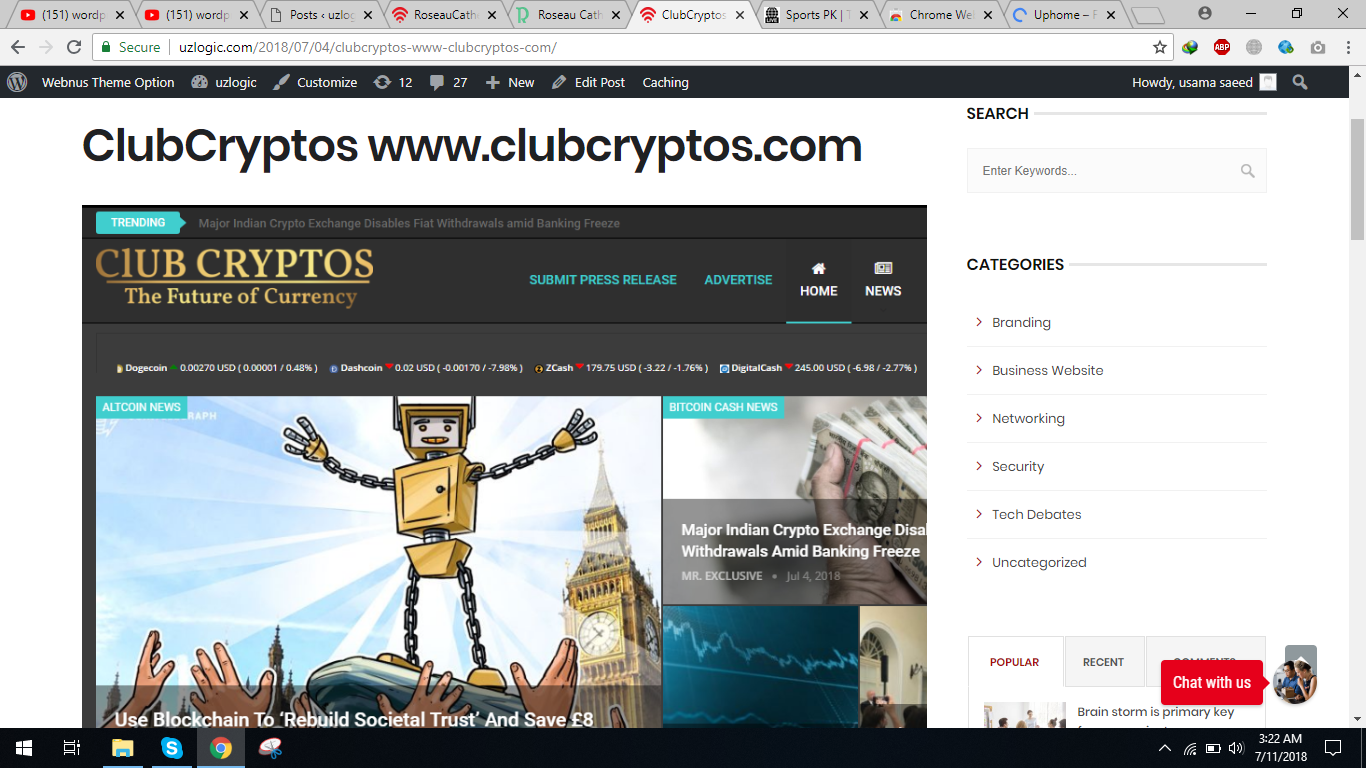 (151) wordp
(151) wordp
Posts ‹ uzlog
RoseauCathe
Roseau Cath
ClubCryptos
Sports PK | T
Chrome Web
Uphome – F
Secure
uzlogic.com/2018/07/04/clubcryptos-www-clubcryptos-com/
ABP
Webnus Theme Option
uzlogic
Customize
12
27
New
Edit Post
Caching
Howdy, usama saeed
ClubCryptos www.clubcryptos.com
TRENDING
Major Indian Crypto Exchange Disables Fiat Withdrawals amid Banking Freeze
ClUB CRYPTOS
The Future of Currency
SUBMIT PRESS RELEASE
ADVERTISE
HOME
NEWS
Dogecoin 0.00270 USD ( 0.00001 / 0.48% )
Dashcoin 0.02 USD ( -0.00170 / -7.98% )
ZCash 179.75 USD ( -3.22 / -1.76% )
DigitalCash 245.00 USD ( -6.98 / -2.77% )
ALTCOIN NEWS
Use Blockchain To ‘Rebuild Societal Trust’ And Save £8
BITCOIN CASH NEWS
Major Indian Crypto Exchange Disal
Withdrawals Amid Banking Freeze
MR. EXCLUSIVE • Jul 4, 2018
SEARCH
Enter Keywords...
CATEGORIES
Branding
Business Website
Networking
Security
Tech Debates
Uncategorized
POPULAR
RECENT
COMMENTS
Chat with us
Brain storm is primary key
3:22 AM
7/11/2018